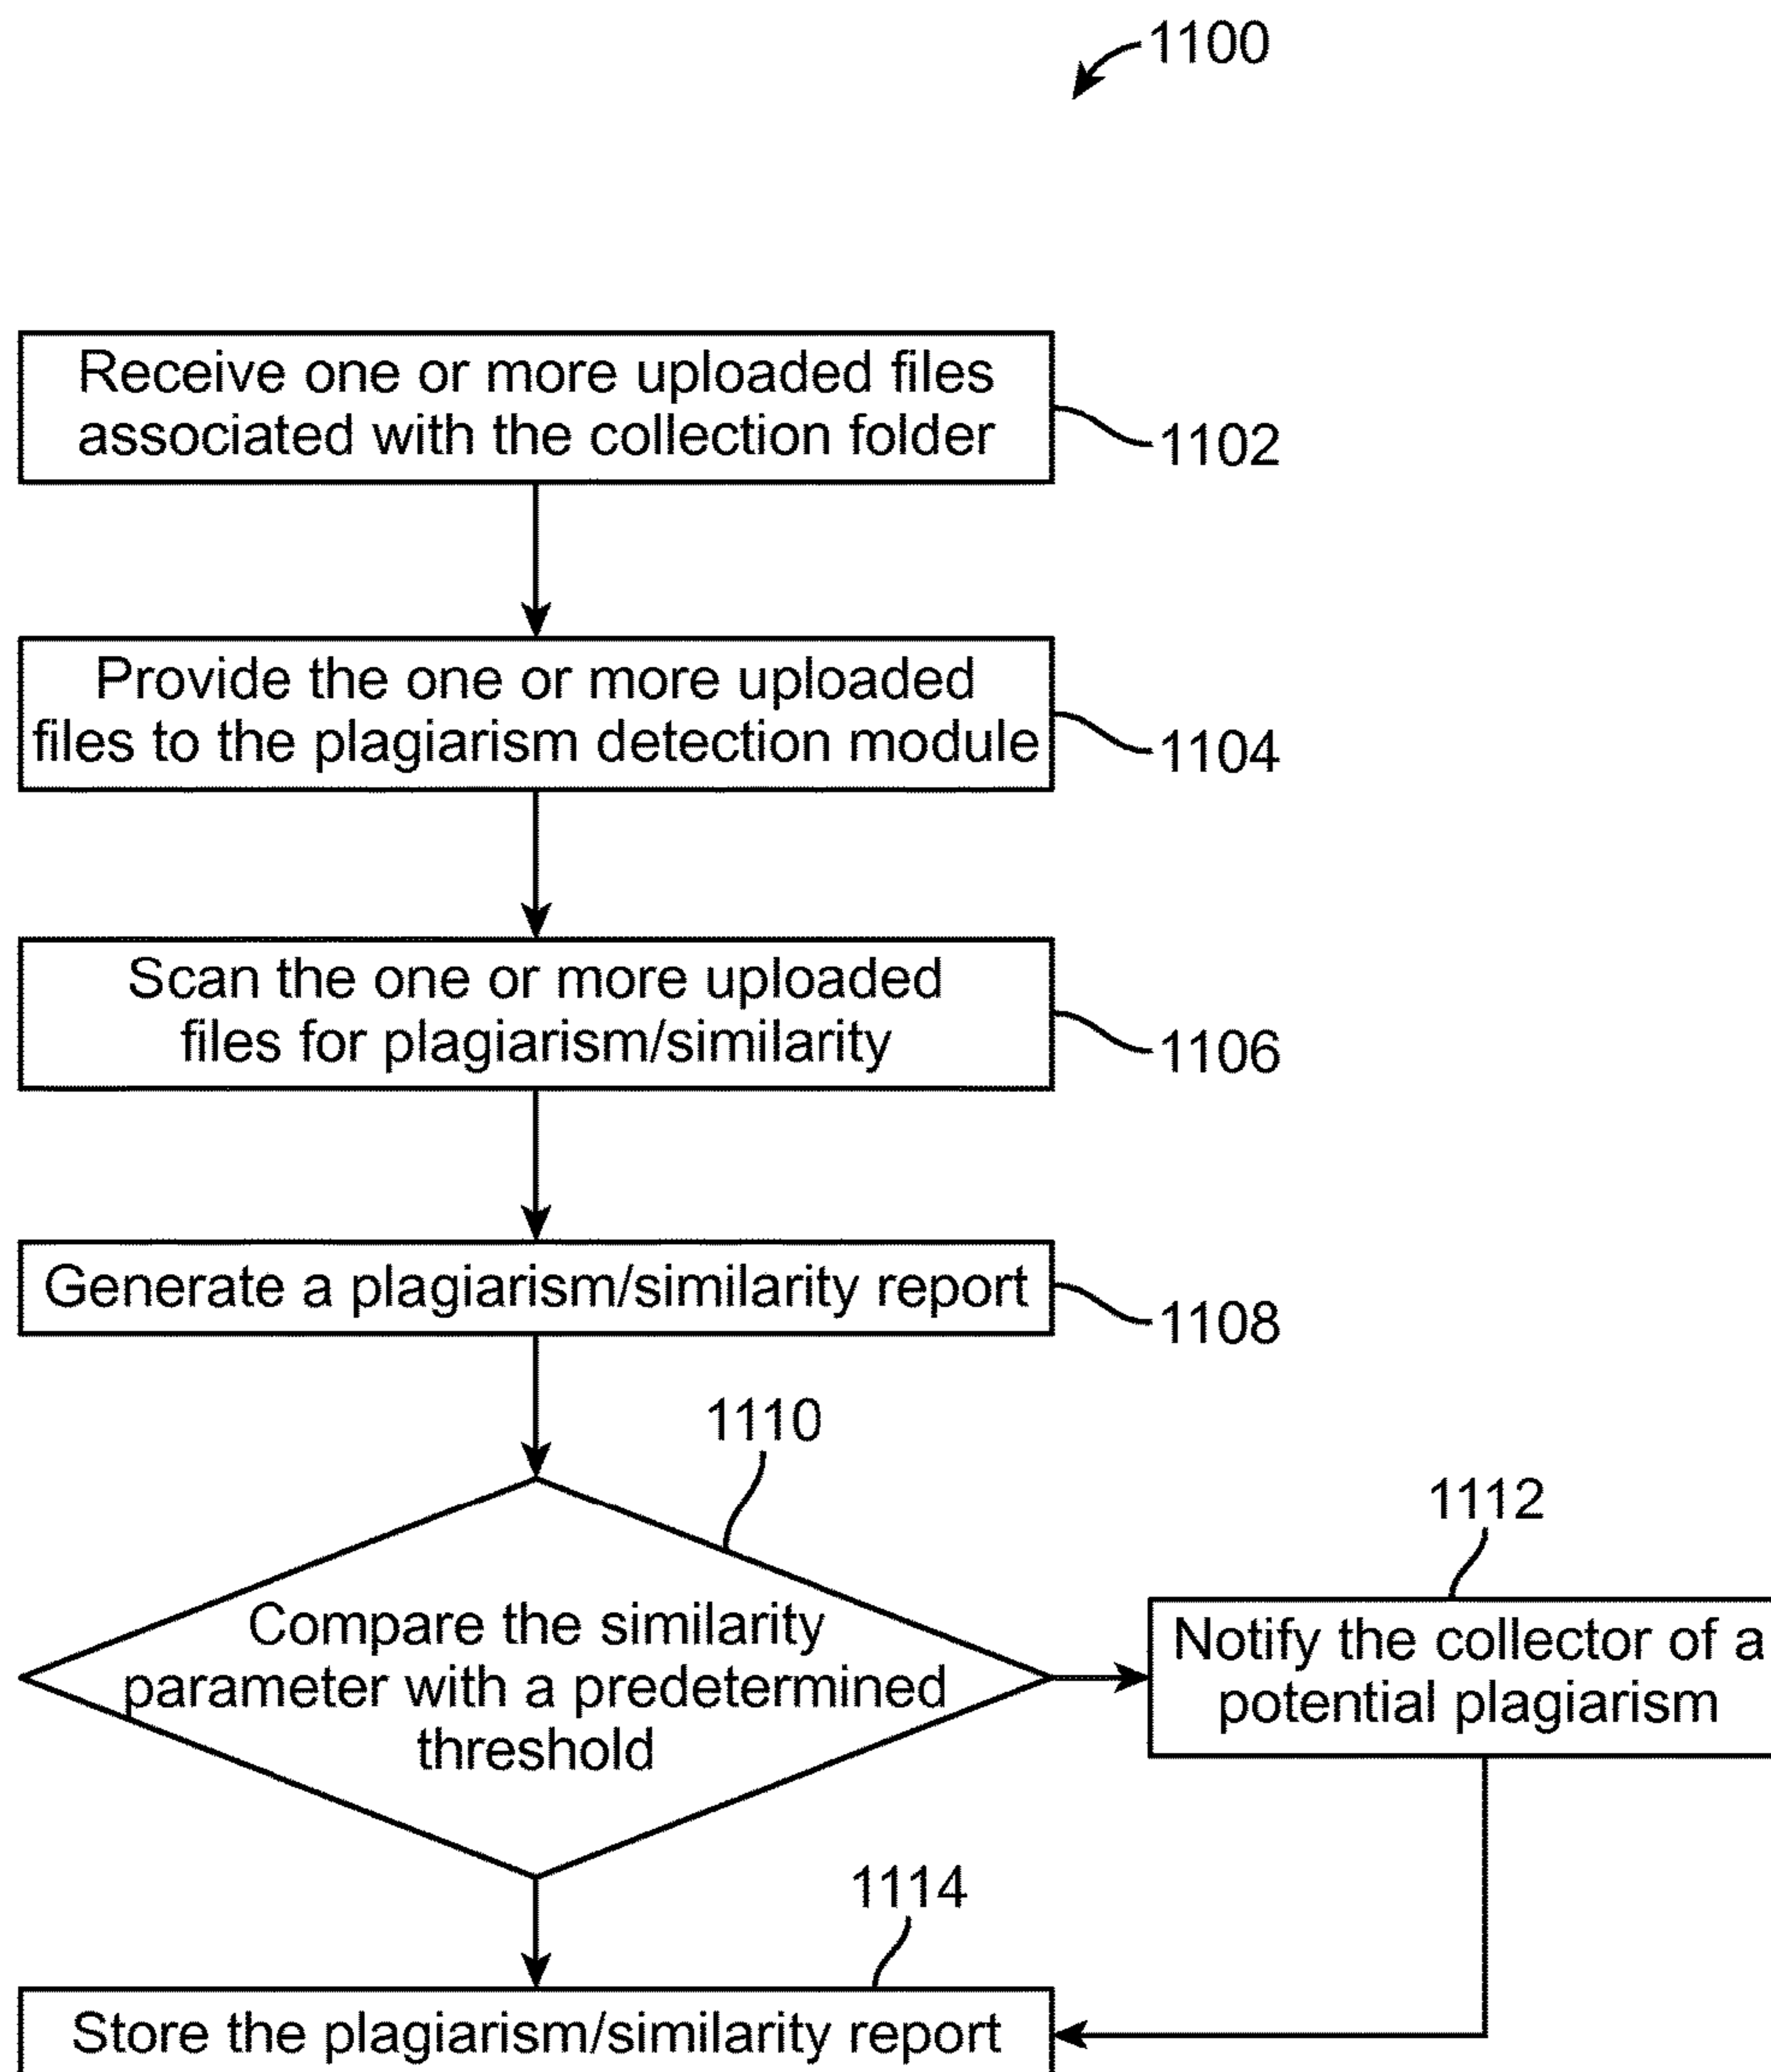 1100
Receive one or more uploaded files
associated with the collection folder
1102
Provide the one or more uploaded
files to the plagiarism detection module
1104
Scan the one or more uploaded
files for plagiarism/similarity
1106
Generate a plagiarism/similarity report
1108
1110
Compare the similarity
parameter with a predetermined
threshold
1112
Notify the collector of a
potential plagiarism
1114
Store the plagiarism/similarity report